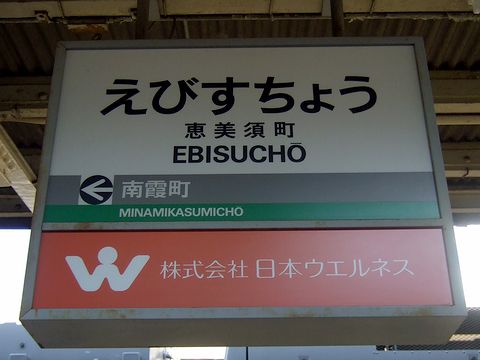 えびすちょう
恵美須町
EBISUCHŌ
南霞町
MINAMIKASUMICHŌ
株式会社 日本ウエルネス